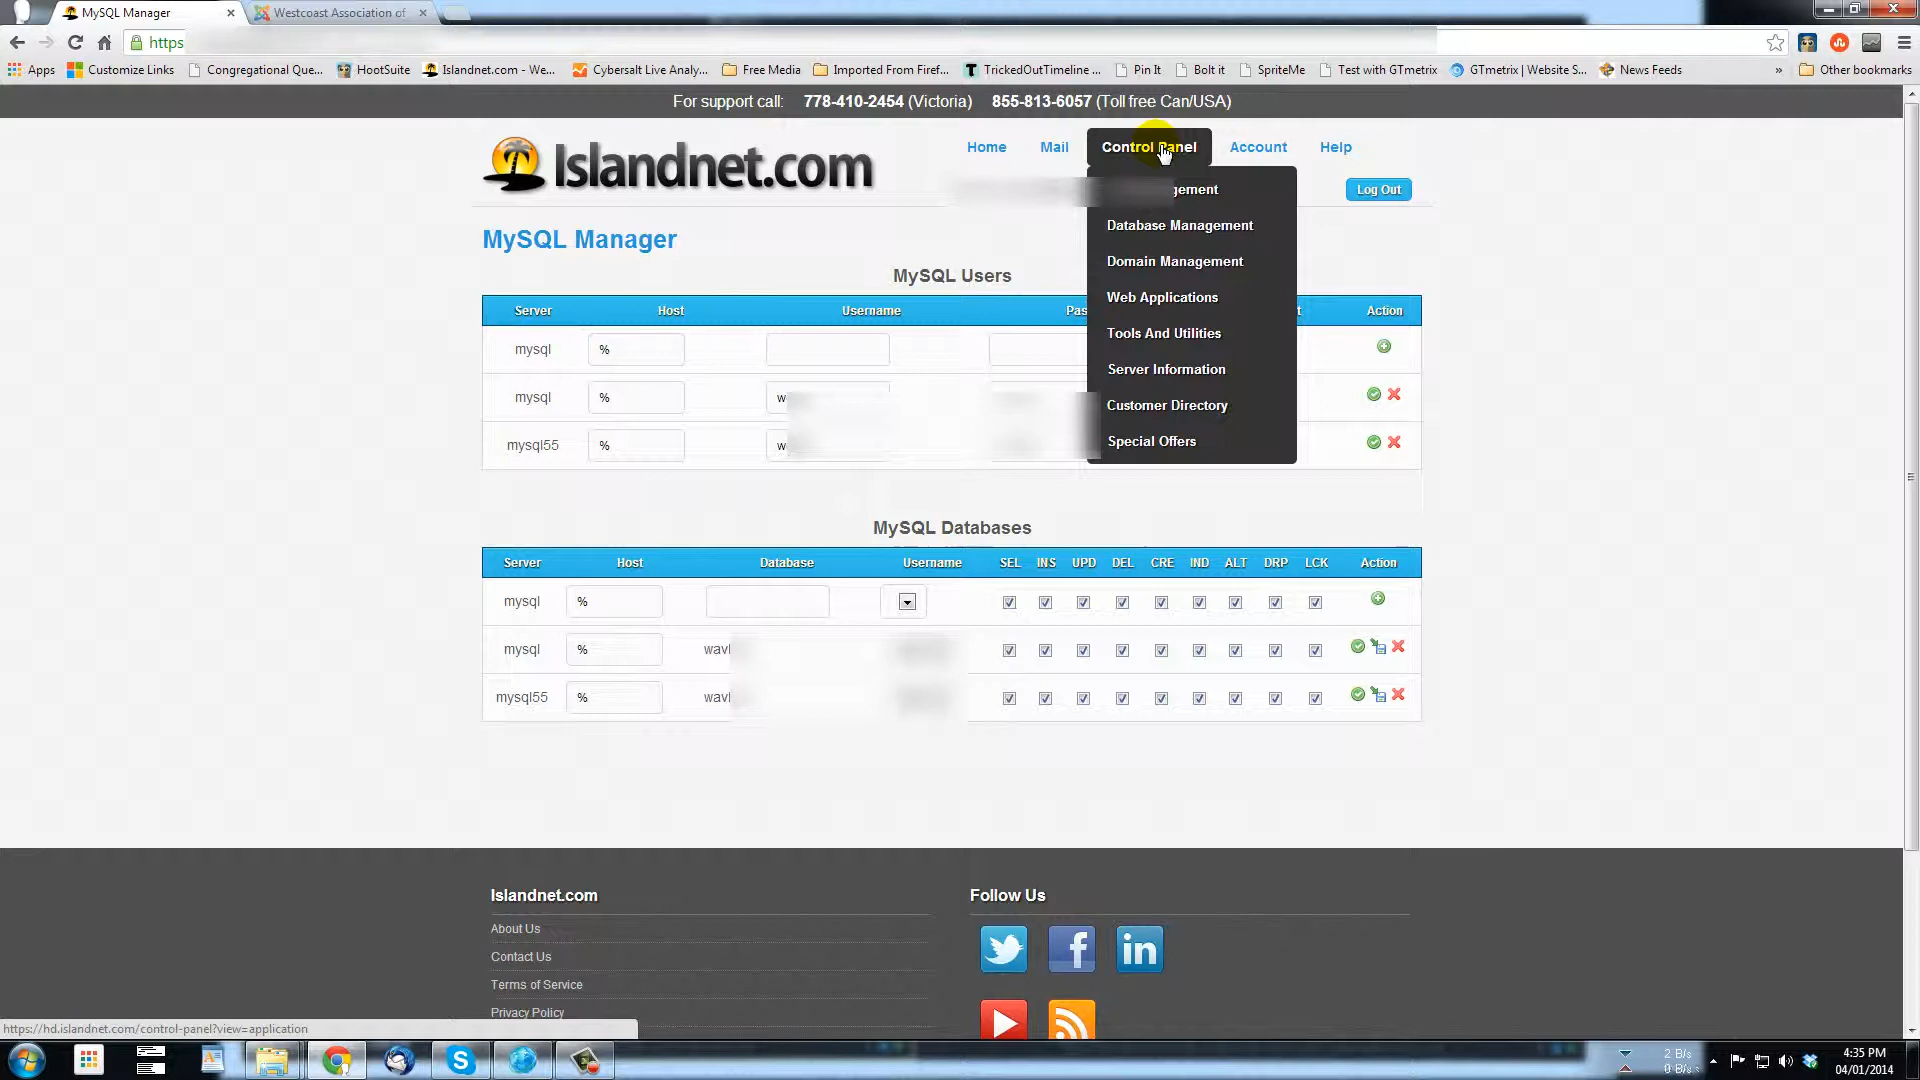 MySQL Manager
Westcoast Association of
https
Apps
Customize Links
Congregational Que...
HootSuite
Islandnet.com - We...
Cybersalt Live Analy...
Free Media
Imported From Firef...
TrickedOutTimeline ...
Pin It
Bolt it
SpriteMe
Test with GTmetrix
GTmetrix | Website S...
News Feeds
»
Other bookmarks
For support call: 778-410-2454 (Victoria) 855-813-6057 (Toll free Can/USA)
Islandnet.com
Home
Mail
Control Panel
Account
Help
Log Out
gement
Database Management
Domain Management
Web Applications
Tools And Utilities
Server Information
Customer Directory
Special Offers
MySQL Manager
MySQL Users
Server Host Username Pas t Action
mysql %
mysql % w
mysql55 % w
MySQL Databases
Server Host Database Username SEL INS UPD DEL CRE IND ALT DRP LCK Action
mysql %
mysql % wavl
mysql55 % wavl
Islandnet.com
About Us
Contact Us
Terms of Service
Privacy Policy
Follow Us
https://hd.islandnet.com/control-panel?view=application
2 B/s
0 B/s
4:35 PM
04/01/2014